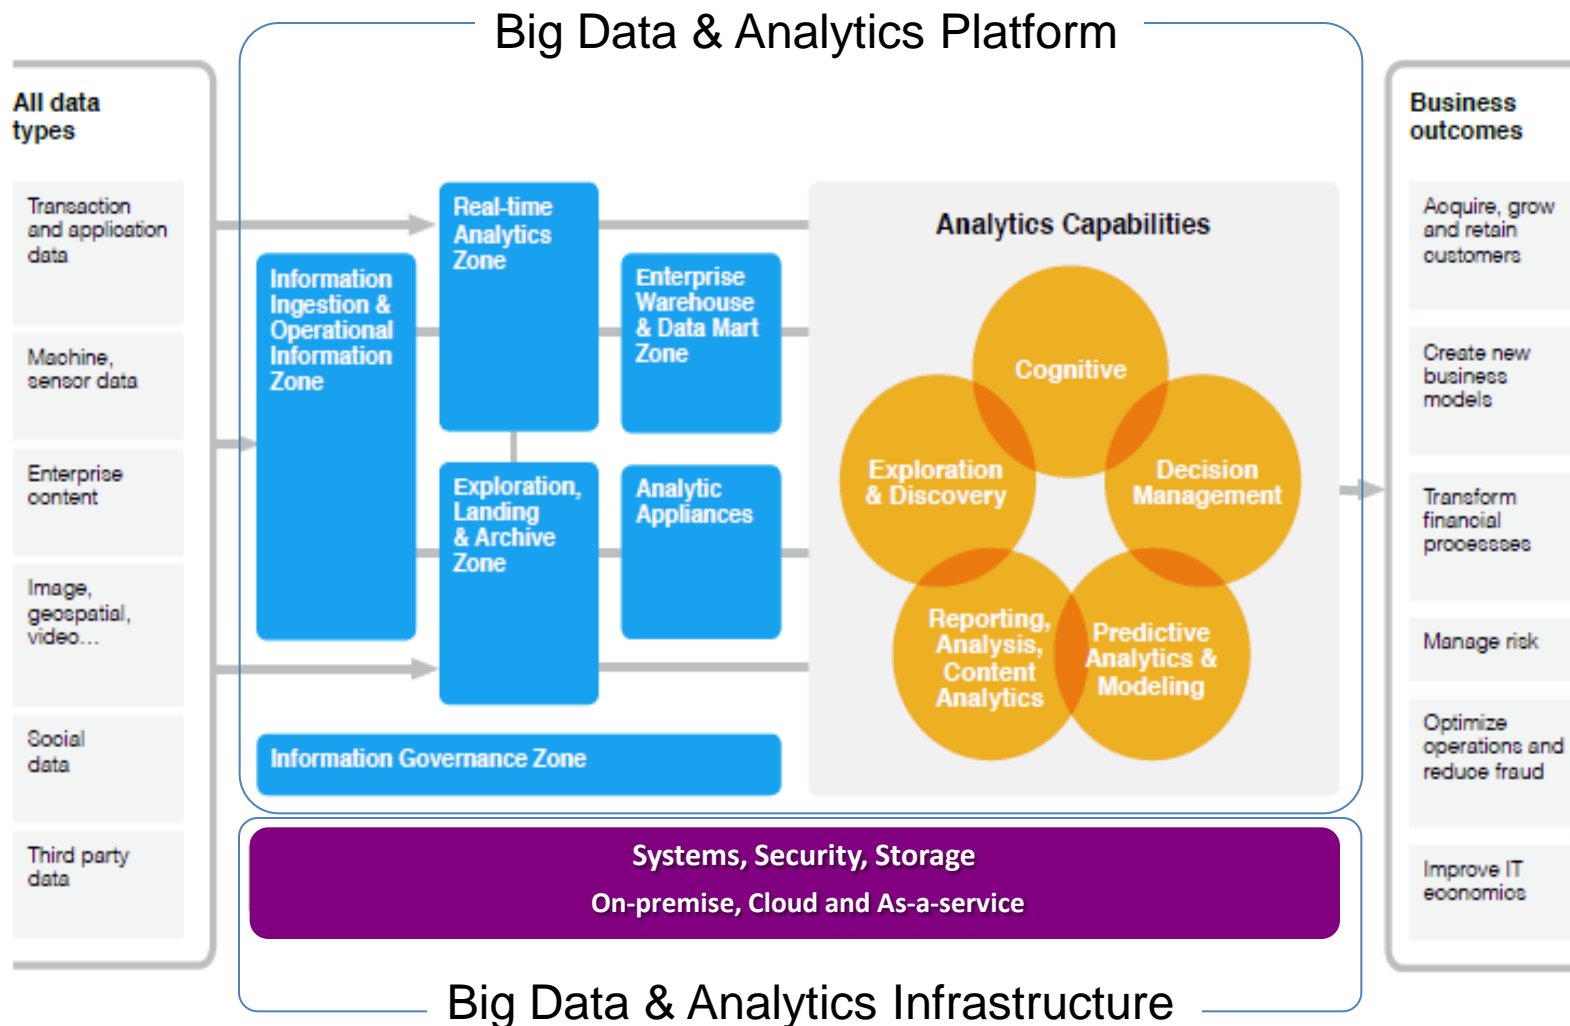 Big Data & Analytics Platform
All data
types
Transaction
and application
data
Machine,
sensor data
Enterprise
content
Image,
geospatial,
video...
Social
data
Third party
data
Information
Ingestion &
Operational
Information
Zone
Real-time
Analytics
Zone
Enterprise
Warehouse
& Data Mart
Zone
Exploration,
Landing
& Archive
Zone
Analytic
Appliances
Information Governance Zone
Analytics Capabilities
Cognitive
Exploration
& Discovery
Decision
Management
Reporting,
Analysis,
Content
Analytics
Predictive
Analytics &
Modeling
Business
outcomes
Acquire, grow
and retain
customers
Create new
business
models
Transform
financial
processses
Manage risk
Optimize
operations and
reduce fraud
Improve IT
economics
Systems, Security, Storage
On-premise, Cloud and As-a-service
Big Data & Analytics Infrastructure